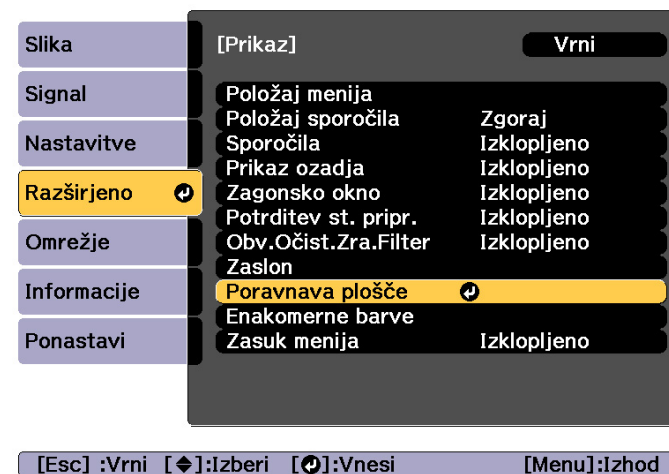 Slika
Signal
Nastavitve
Razširjeno
Omrežje
Informacije
Ponastavi
[Prikaz] Vrni
Položaj menija
Položaj sporočila Zgoraj
Sporočila Izklopljeno
Prikaz ozadja Izklopljeno
Zagonsko okno Izklopljeno
Potrditev st. pripr. Izklopljeno
Obv.Očist.Zra.Filter Izklopljeno
Zaslon
Poravnava plošče
Enakomerne barve
Zasuk menija Izklopljeno
[Esc] :Vrni [◆]:Izberi [↵]:Vnesi [Menu]:Izhod